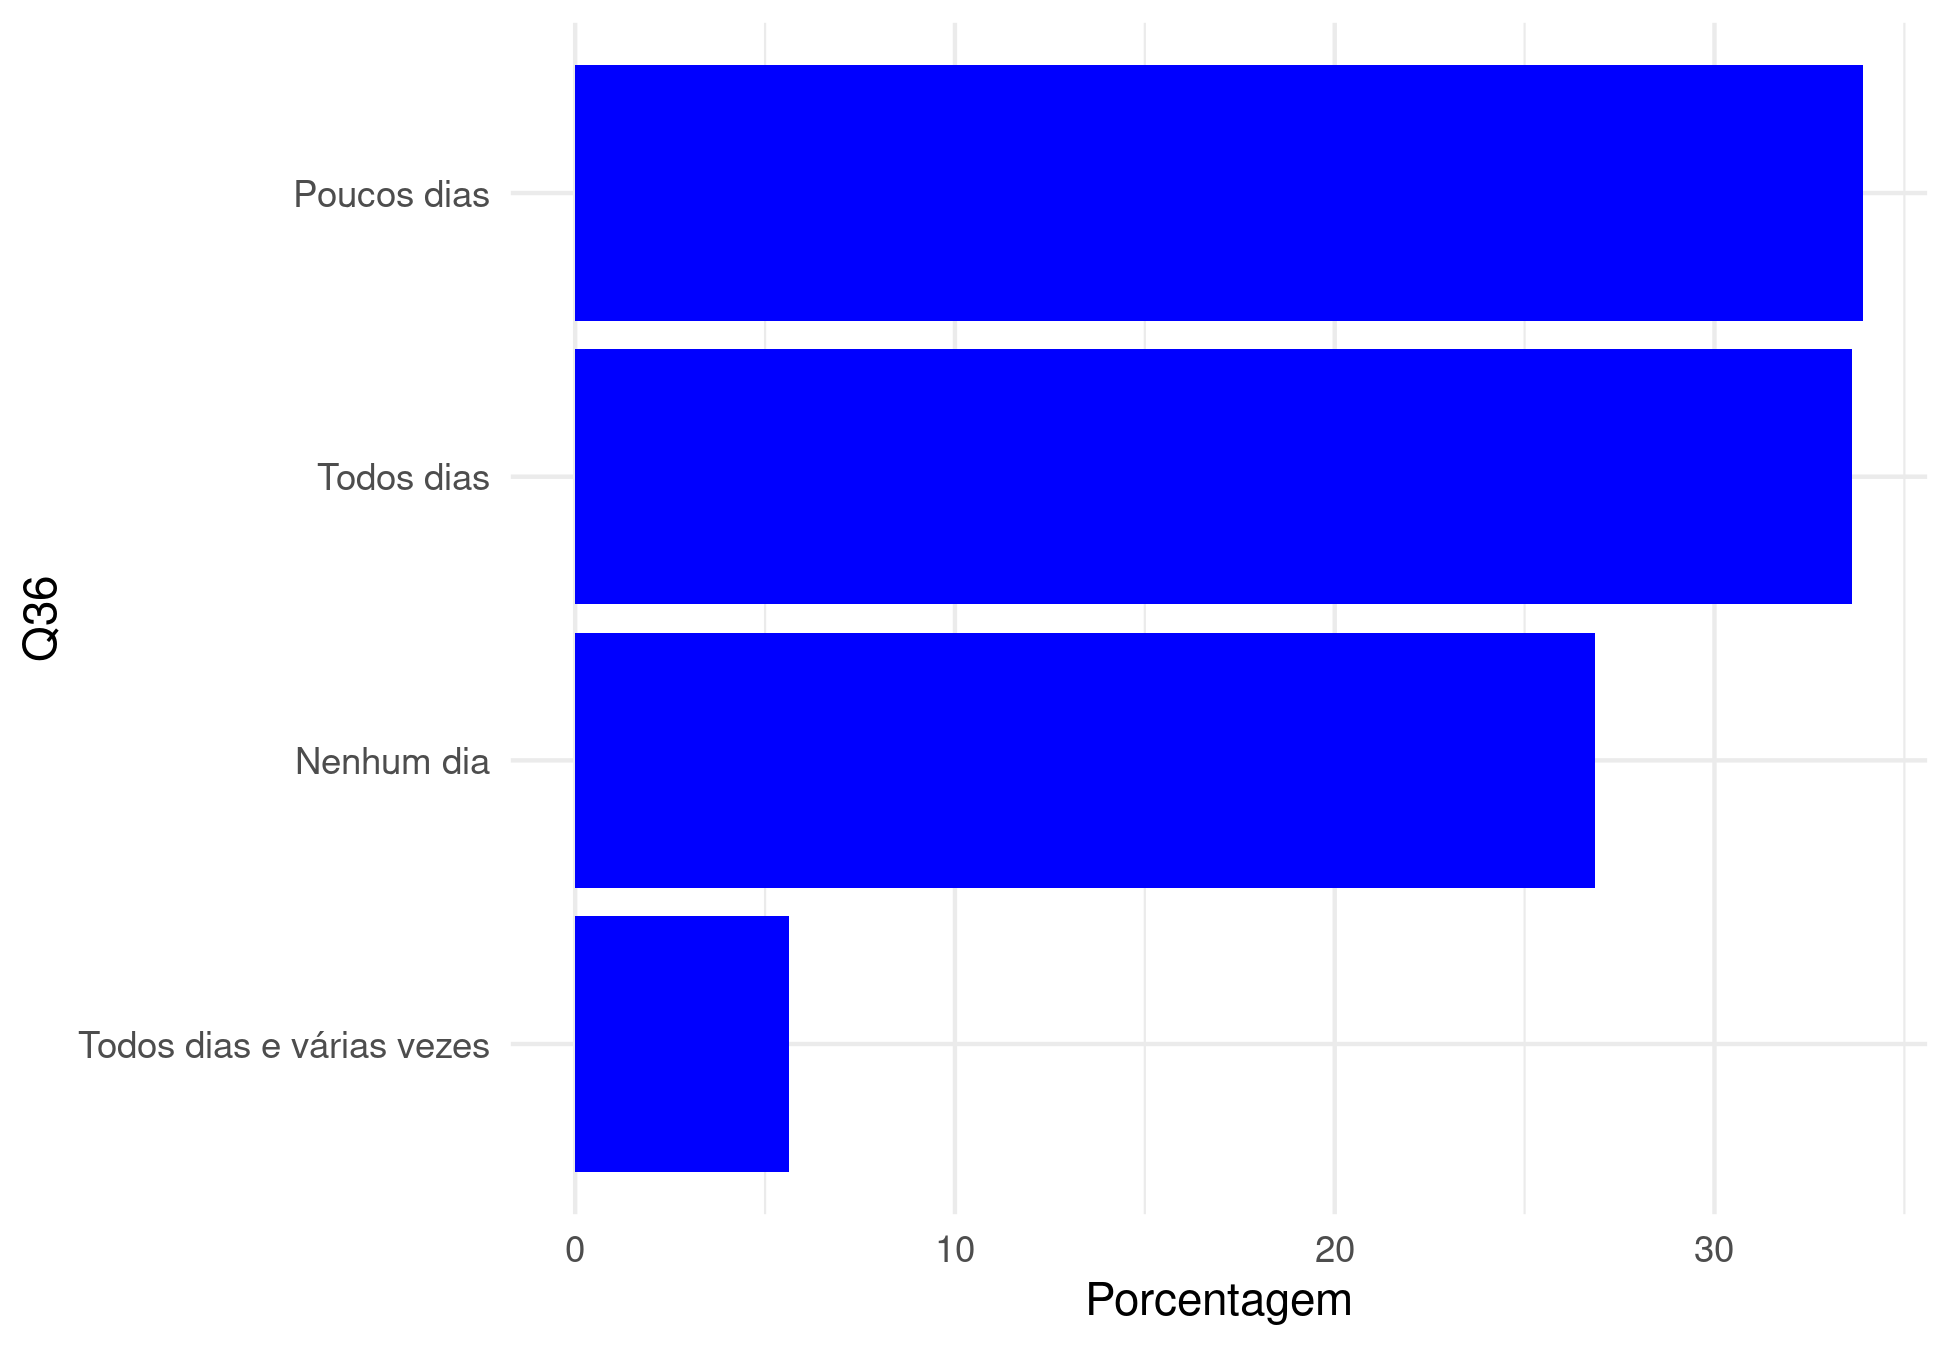 Poucos dias
Todos dias
Nenhum dia
Todos dias e várias vezes
Q36
0 10 20 30
Porcentagem